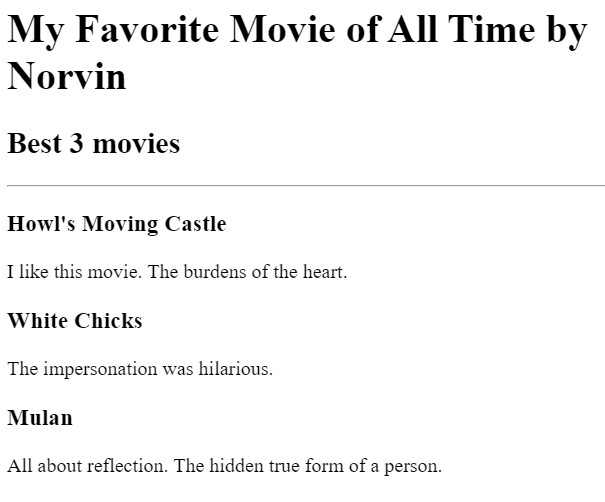 My Favorite Movie of All Time by
Norvin
Best 3 movies
Howl's Moving Castle
I like this movie. The burdens of the heart.
White Chicks
The impersonation was hilarious.
Mulan
All about reflection. The hidden true form of a person.